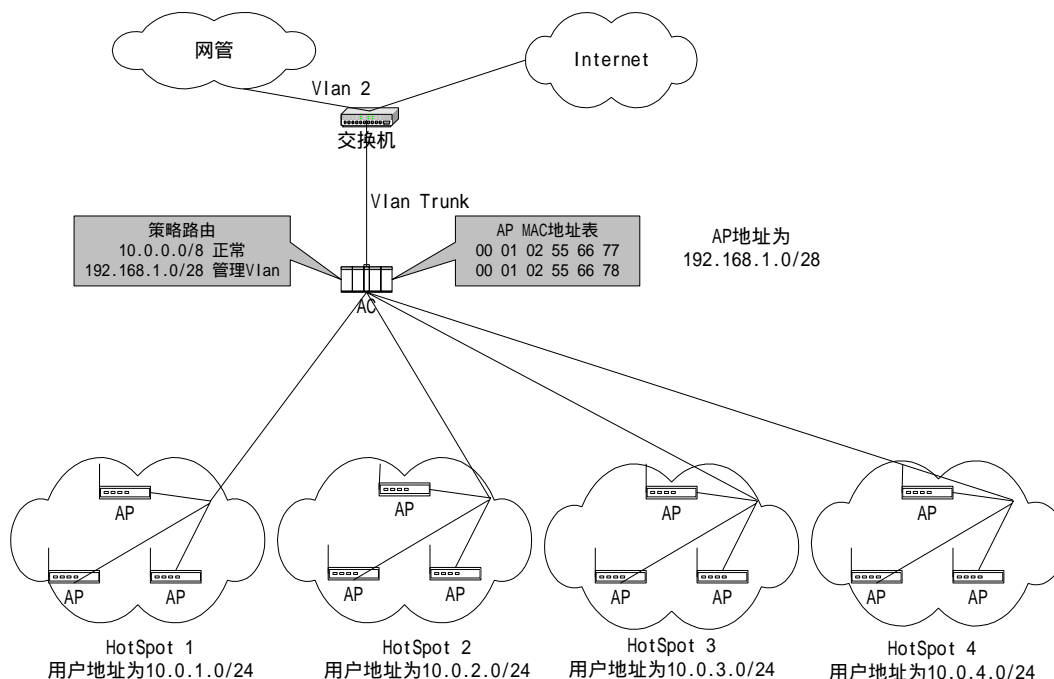 网管
Internet
Vlan 2
交换机
Vlan Trunk
策略路由
10.0.0.0/8 正常
192.168.1.0/28 管理Vlan
AP MAC地址表
00 01 02 55 66 77
00 01 02 55 66 78
AP地址为
192.168.1.0/28
AC
AP
AP
AP
AP
AP
AP
AP
AP
AP
AP
AP
AP
HotSpot 1
用户地址为10.0.1.0/24
HotSpot 2
用户地址为10.0.2.0/24
HotSpot 3
用户地址为10.0.3.0/24
HotSpot 4
用户地址为10.0.4.0/24